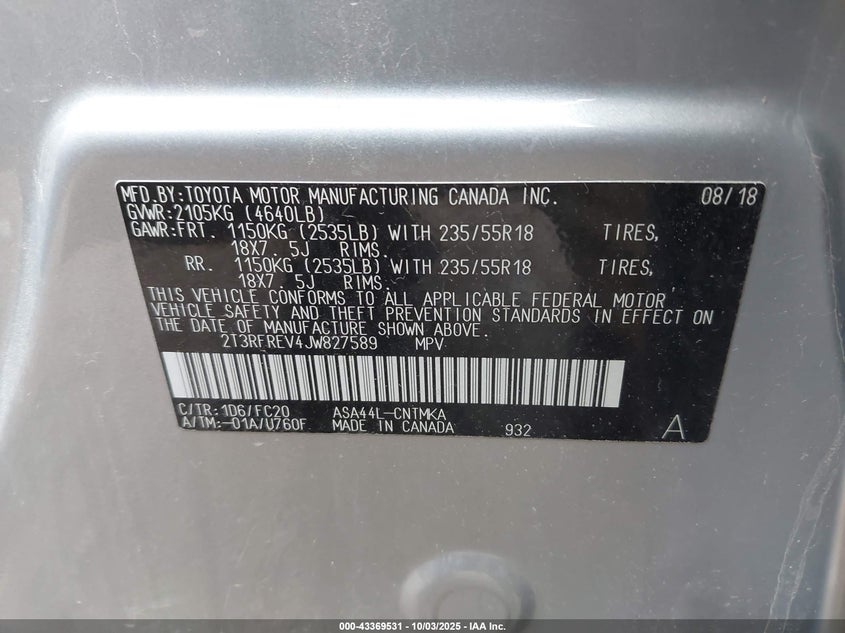 MFD.BY:TOYOTA MOTOR MANUFACTURING CANADA INC. 08/18
GVWR:2105KG (4640LB)
GAWR:FRT. 1150KG (2535LB) WITH 235/55R18 TIRES,
18X7 5J RIMS.
RR. 1150KG (2535LB) WITH 235/55R18 TIRES,
18X7 5J RIMS.
THIS VEHICLE CONFORMS TO ALL APPLICABLE FEDERAL MOTOR
VEHICLE SAFETY AND THEFT PREVENTION STANDARDS IN EFFECT ON
THE DATE OF MANUFACTURE SHOWN ABOVE.
2T3RFREV4JW827589 MPV
C/TR: 1D6/FC20 ASA44L-CNTMKA
A/TM:-01A/U760F MADE IN CANADA 932 A
000-43369531 - 10/03/2025 - IAA Inc.